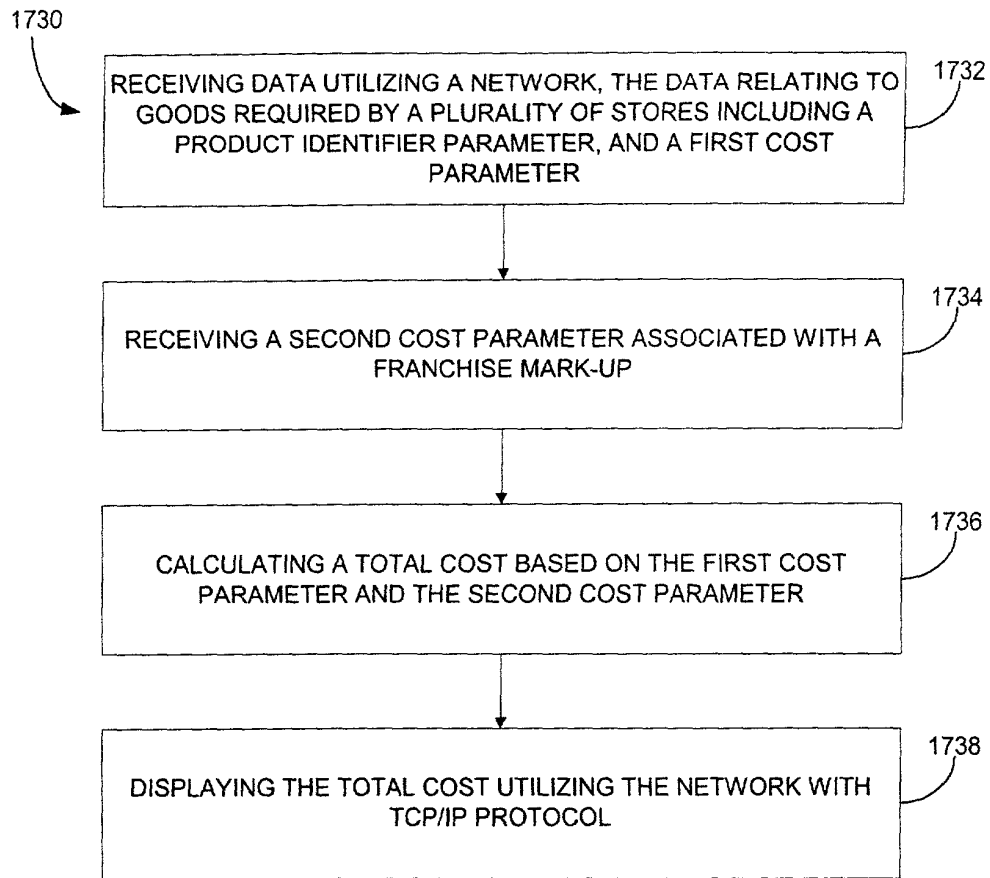 1730
RECEIVING DATA UTILIZING A NETWORK, THE DATA RELATING TO
GOODS REQUIRED BY A PLURALITY OF STORES INCLUDING A
PRODUCT IDENTIFIER PARAMETER, AND A FIRST COST
PARAMETER
1732
RECEIVING A SECOND COST PARAMETER ASSOCIATED WITH A
FRANCHISE MARK-UP
1734
CALCULATING A TOTAL COST BASED ON THE FIRST COST
PARAMETER AND THE SECOND COST PARAMETER
1736
DISPLAYING THE TOTAL COST UTILIZING THE NETWORK WITH
TCP/IP PROTOCOL
1738